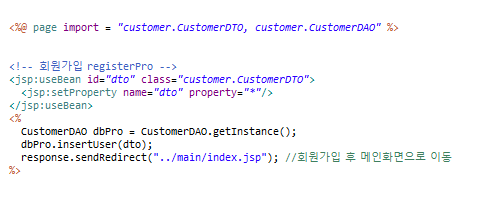 <%@ page import = "customer.CustomerDTO, customer.CustomerDAO" %>
<!-- 회원가입 registerPro -->
<jsp:useBean id="dto" class="customer.CustomerDTO">
<jsp:setProperty name="dto" property="*"/>
</jsp:useBean>
<%
CustomerDAO dbPro = CustomerDAO.getInstance();
dbPro.insertUser(dto);
response.sendRedirect("../main/index.jsp"); //회원가입 후 메인화면으로 이동
%>